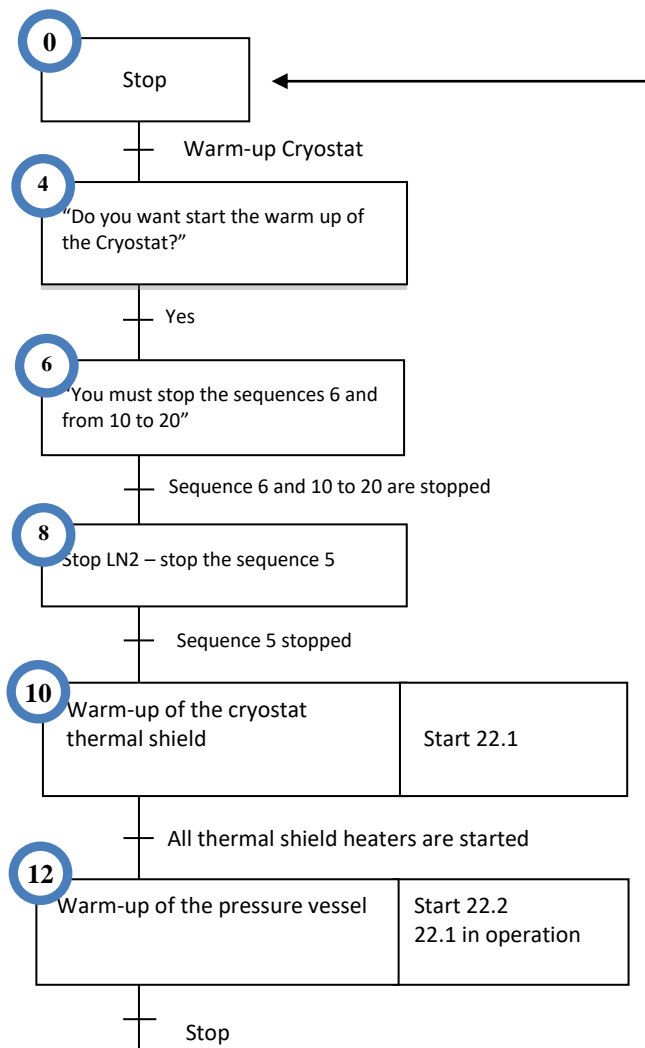 0
Stop
Warm-up Cryostat
4
“Do you want start the warm up of
the Cryostat?”
Yes
6
“You must stop the sequences 6 and
from 10 to 20”
Sequence 6 and 10 to 20 are stopped
8
Stop LN2 – stop the sequence 5
Sequence 5 stopped
10
Warm-up of the cryostat
thermal shield
Start 22.1
All thermal shield heaters are started
12
Warm-up of the pressure vessel
Start 22.2
22.1 in operation
Stop